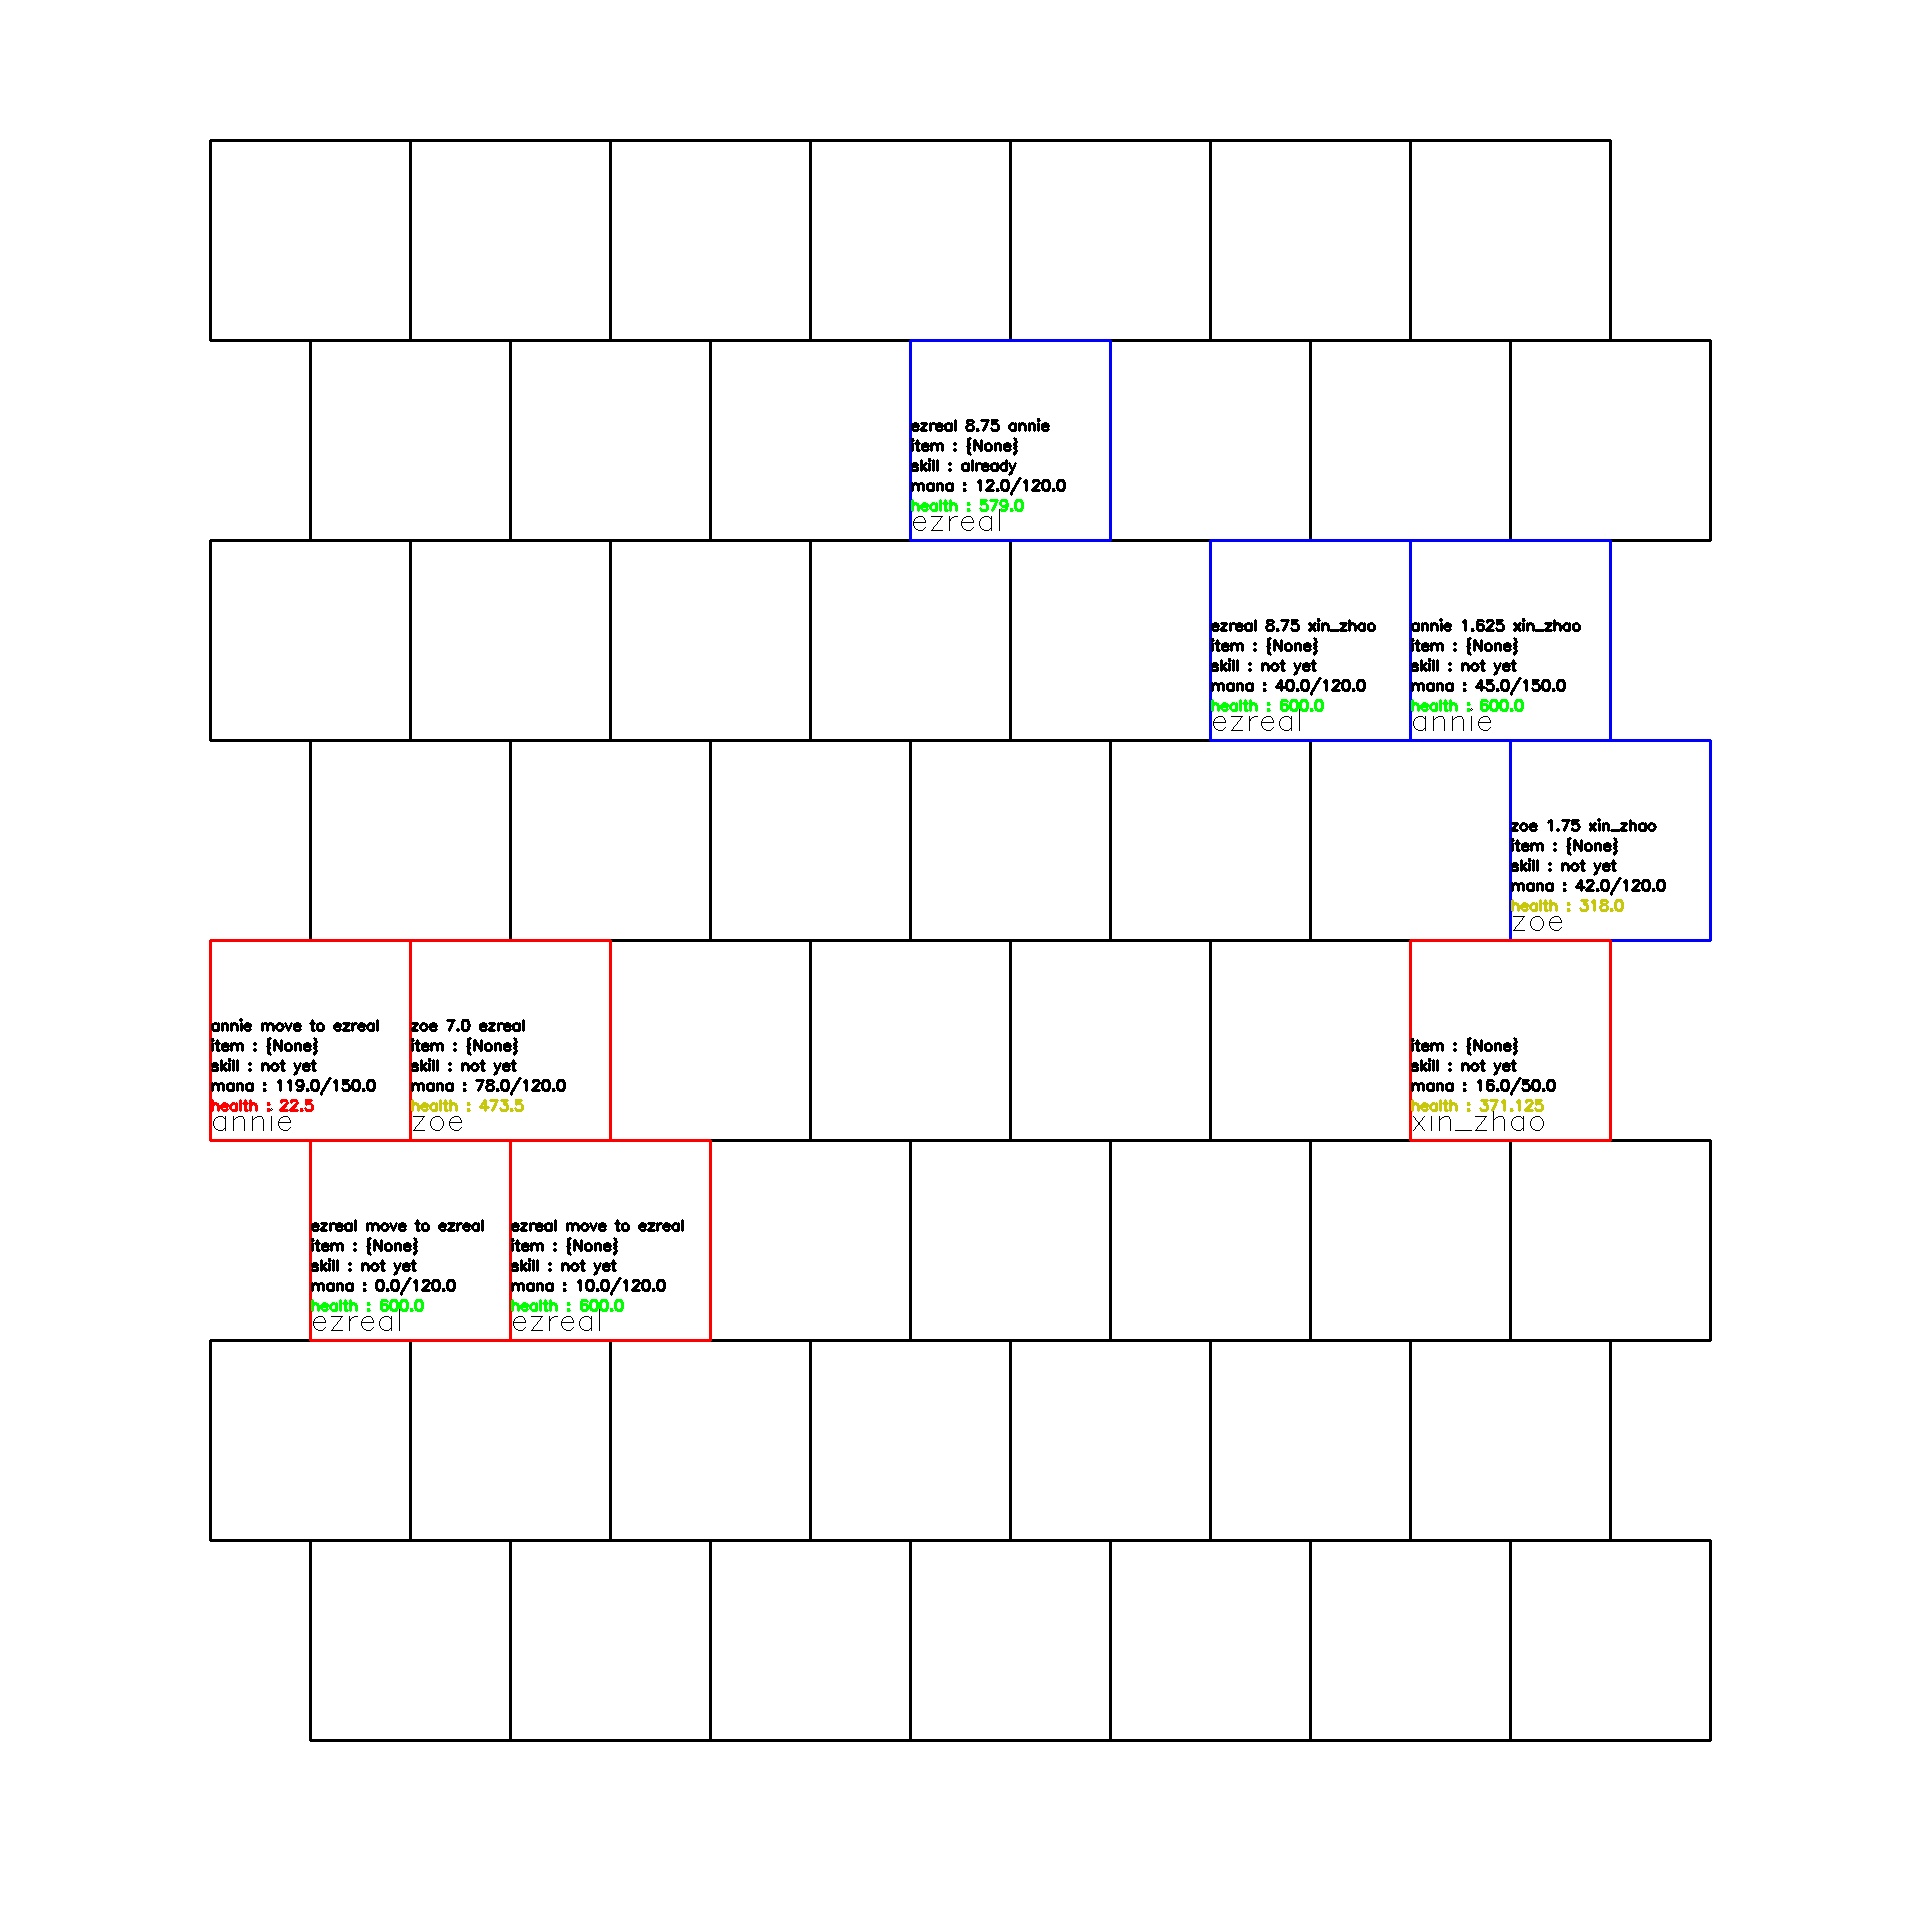 ezreal 8.75 annie
item : {None}
skill : already
mana : 12.0/120.0
health : 579.0
ezreal
ezreal 8.75 xin_zhao
item : {None}
skill : not yet
mana : 40.0/120.0
health : 600.0
ezreal
annie 1.625 xin_zhao
item : {None}
skill : not yet
mana : 45.0/150.0
health : 600.0
annie
zoe 1.75 xin_zhao
item : {None}
skill : not yet
mana : 42.0/120.0
health : 318.0
zoe
annie move to ezreal
item : {None}
skill : not yet
mana : 119.0/150.0
health : 22.5
annie
zoe 7.0 ezreal
item : {None}
skill : not yet
mana : 78.0/120.0
health : 473.5
zoe
item : {None}
skill : not yet
mana : 16.0/50.0
health : 371.125
xin_zhao
ezreal move to ezreal
item : {None}
skill : not yet
mana : 0.0/120.0
health : 600.0
ezreal
ezreal move to ezreal
item : {None}
skill : not yet
mana : 10.0/120.0
health : 600.0
ezreal